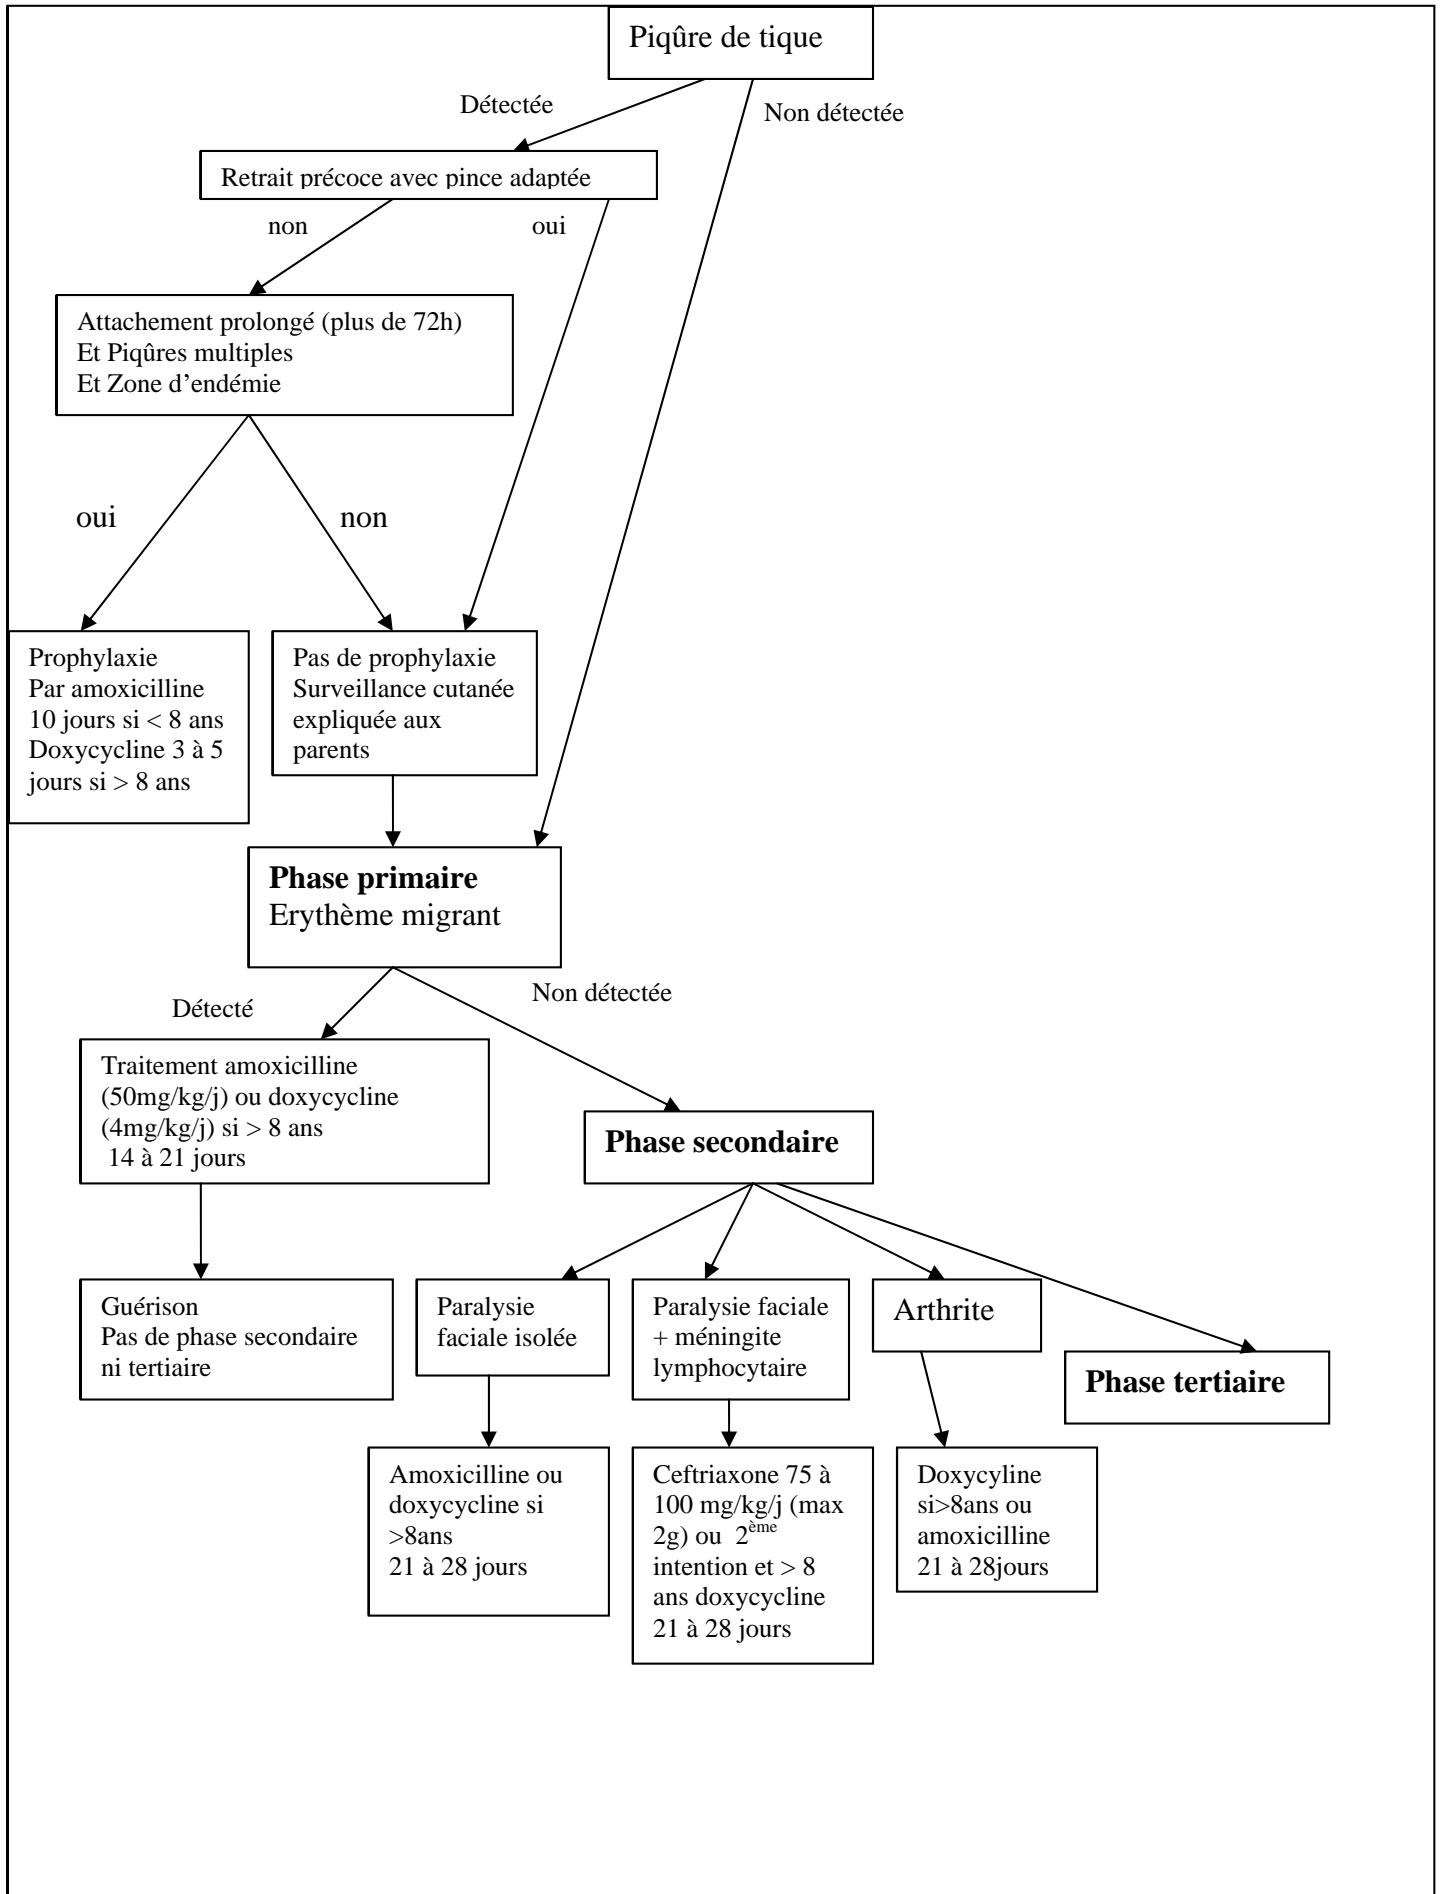 Piqûre de tique
Détectée
Non détectée
Retrait précoce avec pince adaptée
non
oui
Attachement prolongé (plus de 72h)
Et Piqûres multiples
Et Zone d'endémie
oui
non
Prophylaxie
Par amoxicilline
10 jours si < 8 ans
Doxycycline 3 à 5
jours si > 8 ans
Pas de prophylaxie
Surveillance cutanée
expliquée aux
parents
Phase primaire
Erythème migrant
Détecté
Non détectée
Traitement amoxicilline
(50mg/kg/j) ou doxycycline
(4mg/kg/j) si > 8 ans
14 à 21 jours
Phase secondaire
Guérison
Pas de phase secondaire
ni tertiaire
Paralysie
faciale isolée
Paralysie faciale
+ méningite
lymphocytaire
Arthrite
Phase tertiaire
Amoxicilline ou
doxycycline si
>8ans
21 à 28 jours
Ceftriaxone 75 à
100 mg/kg/j (max
2g) ou 2ème
intention et > 8
ans doxycycline
21 à 28 jours
Doxycyline
si>8ans ou
amoxicilline
21 à 28jours